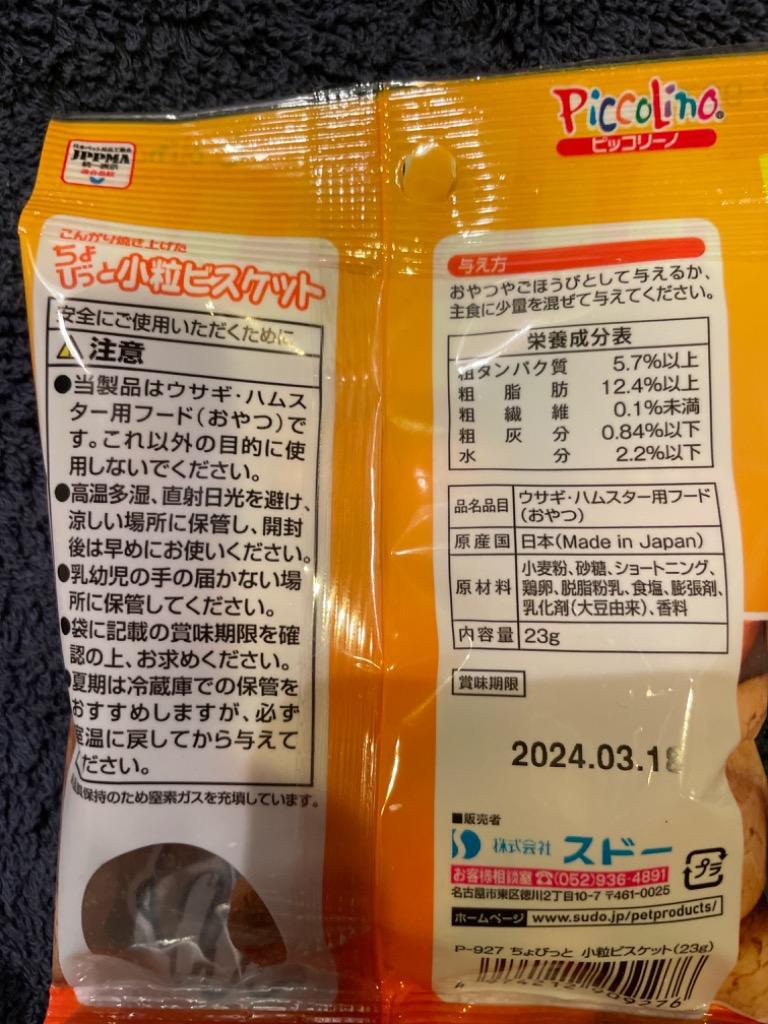 Piccolino®
ピッコリーノ
JPPMA
こんがり焼き上げた
ちょびっと小粒ビスケット
安全にご使用いただくために
注意
●当製品はウサギ・ハムス
ター用フード(おやつ)で
す。これ以外の目的に使
用しないでください。
●高温多湿、直射日光を避け、
涼しい場所に保管し、開封
後は早めにお使いください。
●乳幼児の手の届かない場
所に保管してください。
●袋に記載の賞味期限を確
認の上、お求めください。
●夏期は冷蔵庫での保管を
おすすめしますが、必ず
室温に戻してから与えて
ください。
保持のため窒素ガスを充填しています。
与え方
おやつやごほうびとして与えるか、
主食に少量を混ぜて与えてください。
栄養成分表
粗タンパク質 5.7%以上
粗脂肪 12.4%以上
粗繊維 0.1%未満
粗灰分 0.84%以下
水分 2.2%以下
品名品目 ウサギ・ハムスター用フード
(おやつ)
原産国 日本(Made in Japan)
原材料 小麦粉、砂糖、ショートニング、
鶏卵、脱脂粉乳、食塩、膨張剤、
乳化剤(大豆由来)、香料
内容量 23g
賞味期限
2024.03.18
■販売者
株式会社 スドー
お客様相談室☎(052)936-4891
名古屋市東区徳川2丁目10-7 〒461-0025
プラ
ホームページ www.sudo.jp/petproducts/
P-927 ちょびっと 小粒ビスケット(23g)